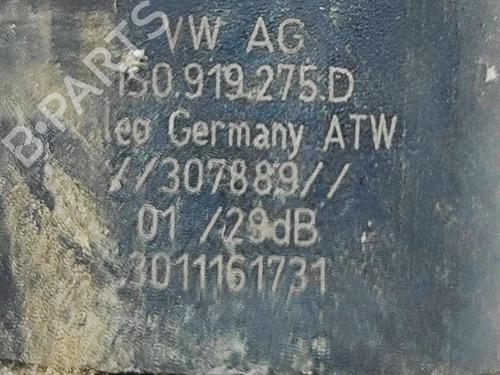 VW AG
1S0.919.275.D
leo Germany ATW
//307889//
01 /29dB
3011161731
B-PARTS